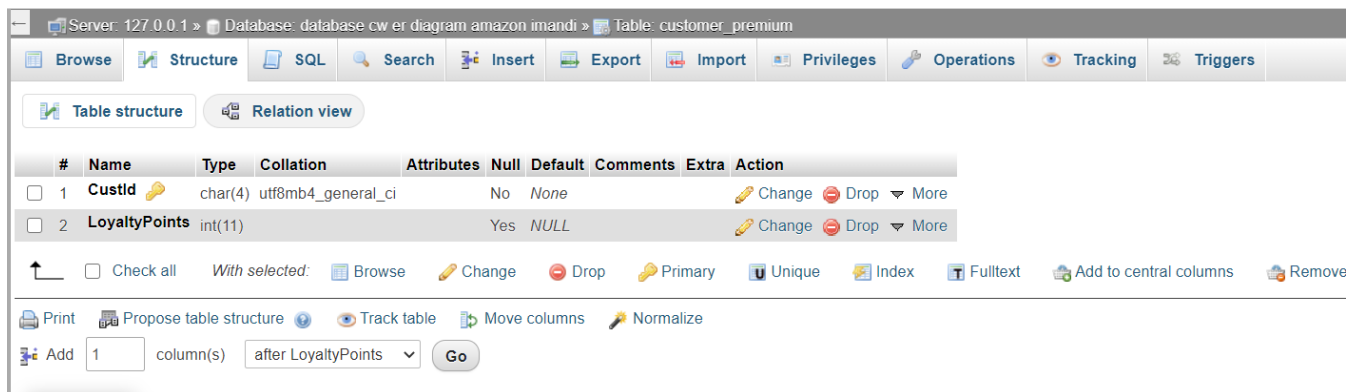 Server: 127.0.0.1 » Database: database cw er diagram amazon imandi » Table: customer_premium
Browse Structure SQL Search Insert Export Import Privileges Operations Tracking Triggers
Table structure Relation view
# Name Type Collation Attributes Null Default Comments Extra Action
1 CustId char(4) utf8mb4_general_ci No None Change Drop More
2 LoyaltyPoints int(11) Yes NULL Change Drop More
Check all With selected: Browse Change Drop Primary Unique Index Fulltext Add to central columns Remove
Print Propose table structure Track table Move columns Normalize
Add 1 column(s) after LoyaltyPoints Go